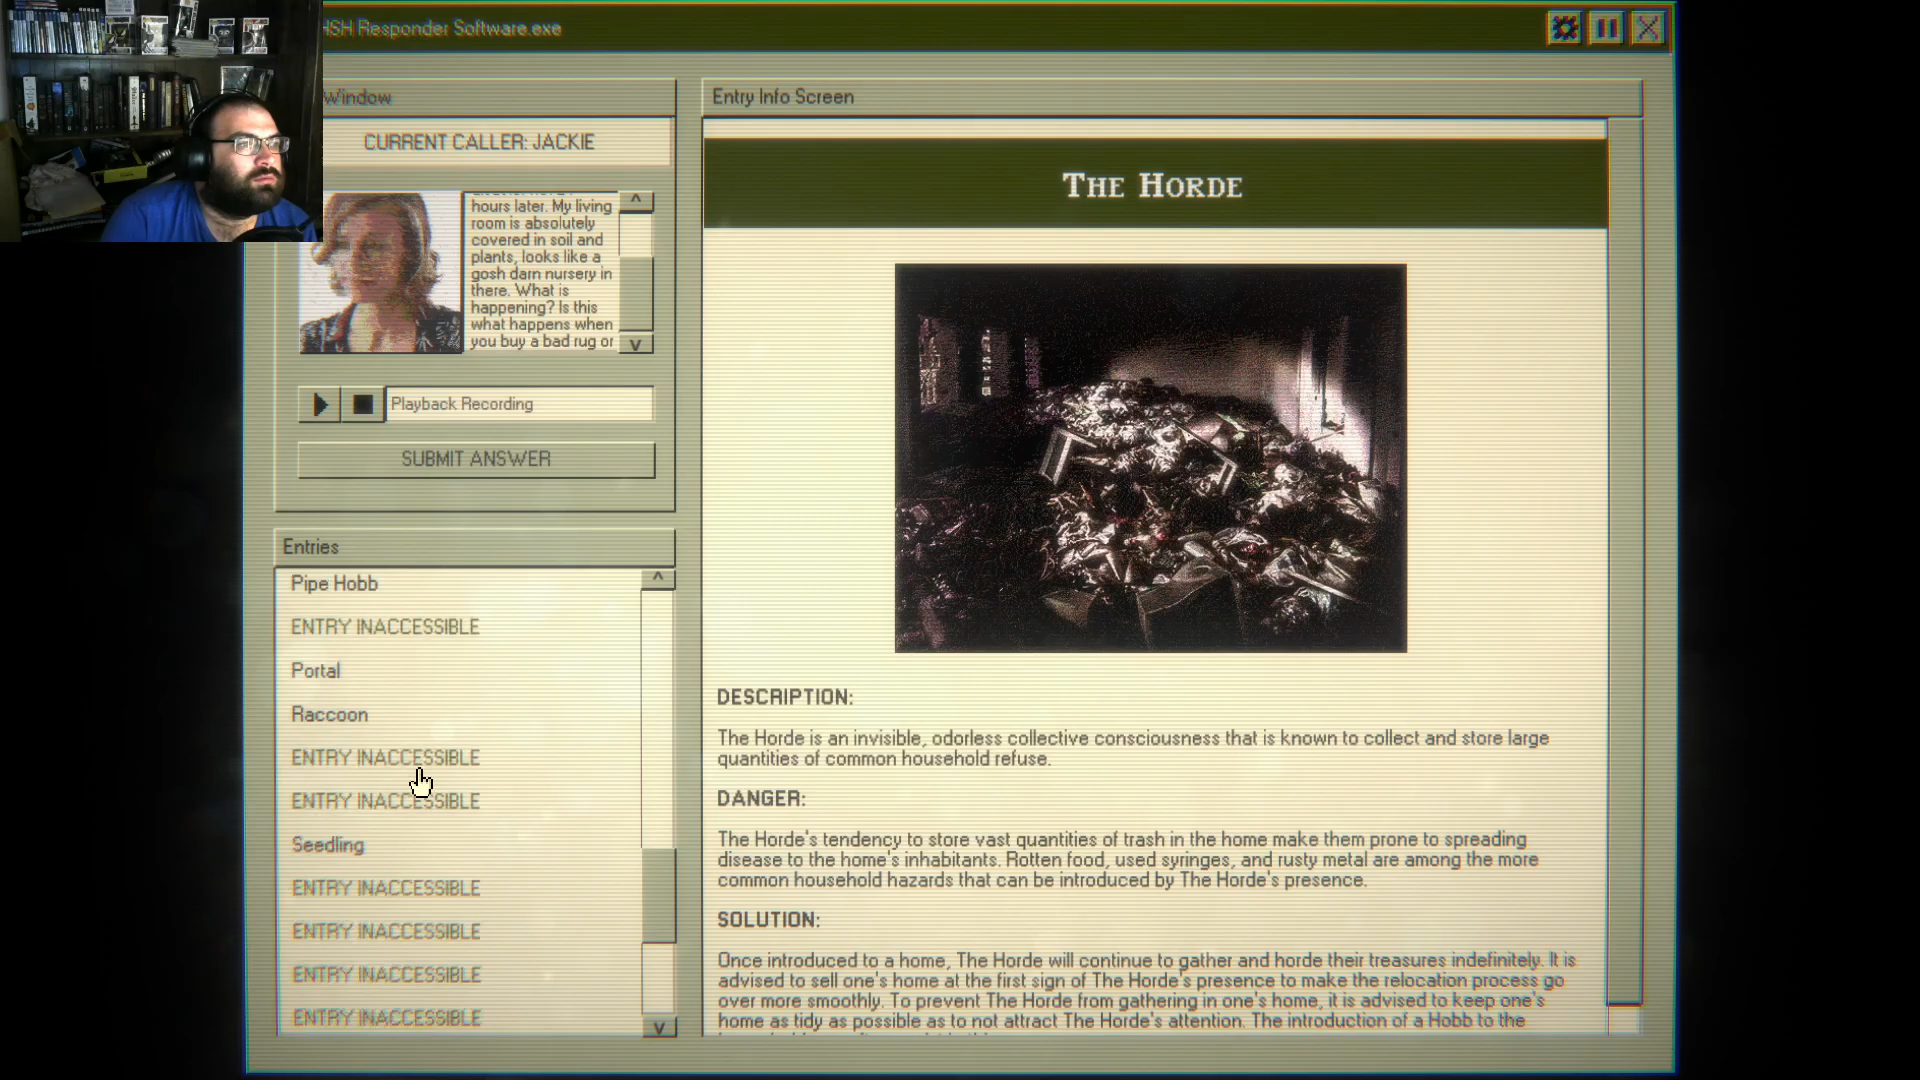 HSH Responder Software.exe
Window
CURRENT CALLER: JACKIE
hours later. My living
room is absolutely
covered in soil and
plants, looks like a
gosh darn nursery in
there. What is
happening? Is this
what happens when
you buy a bad rug or
Playback Recording
SUBMIT ANSWER
Entries
Pipe Hobb
ENTRY INACCESSIBLE
Portal
Raccoon
ENTRY INACCESSIBLE
ENTRY INACCESSIBLE
Seedling
ENTRY INACCESSIBLE
ENTRY INACCESSIBLE
ENTRY INACCESSIBLE
ENTRY INACCESSIBLE
Entry Info Screen
THE HORDE
DESCRIPTION:
The Horde is an invisible, odorless collective consciousness that is known to collect and store large
quantities of common household refuse.
DANGER:
The Horde's tendency to store vast quantities of trash in the home make them prone to spreading
disease to the home's inhabitants. Rotten food, used syringes, and rusty metal are among the more
common household hazards that can be introduced by The Horde's presence.
SOLUTION:
Once introduced to a home, The Horde will continue to gather and horde their treasures indefinitely. It is
advised to sell one's home at the first sign of The Horde's presence to make the relocation process go
over more smoothly. To prevent The Horde from gathering in one's home, it is advised to keep one's
home as tidy as possible as to not attract The Horde's attention. The introduction of a Hobb to the